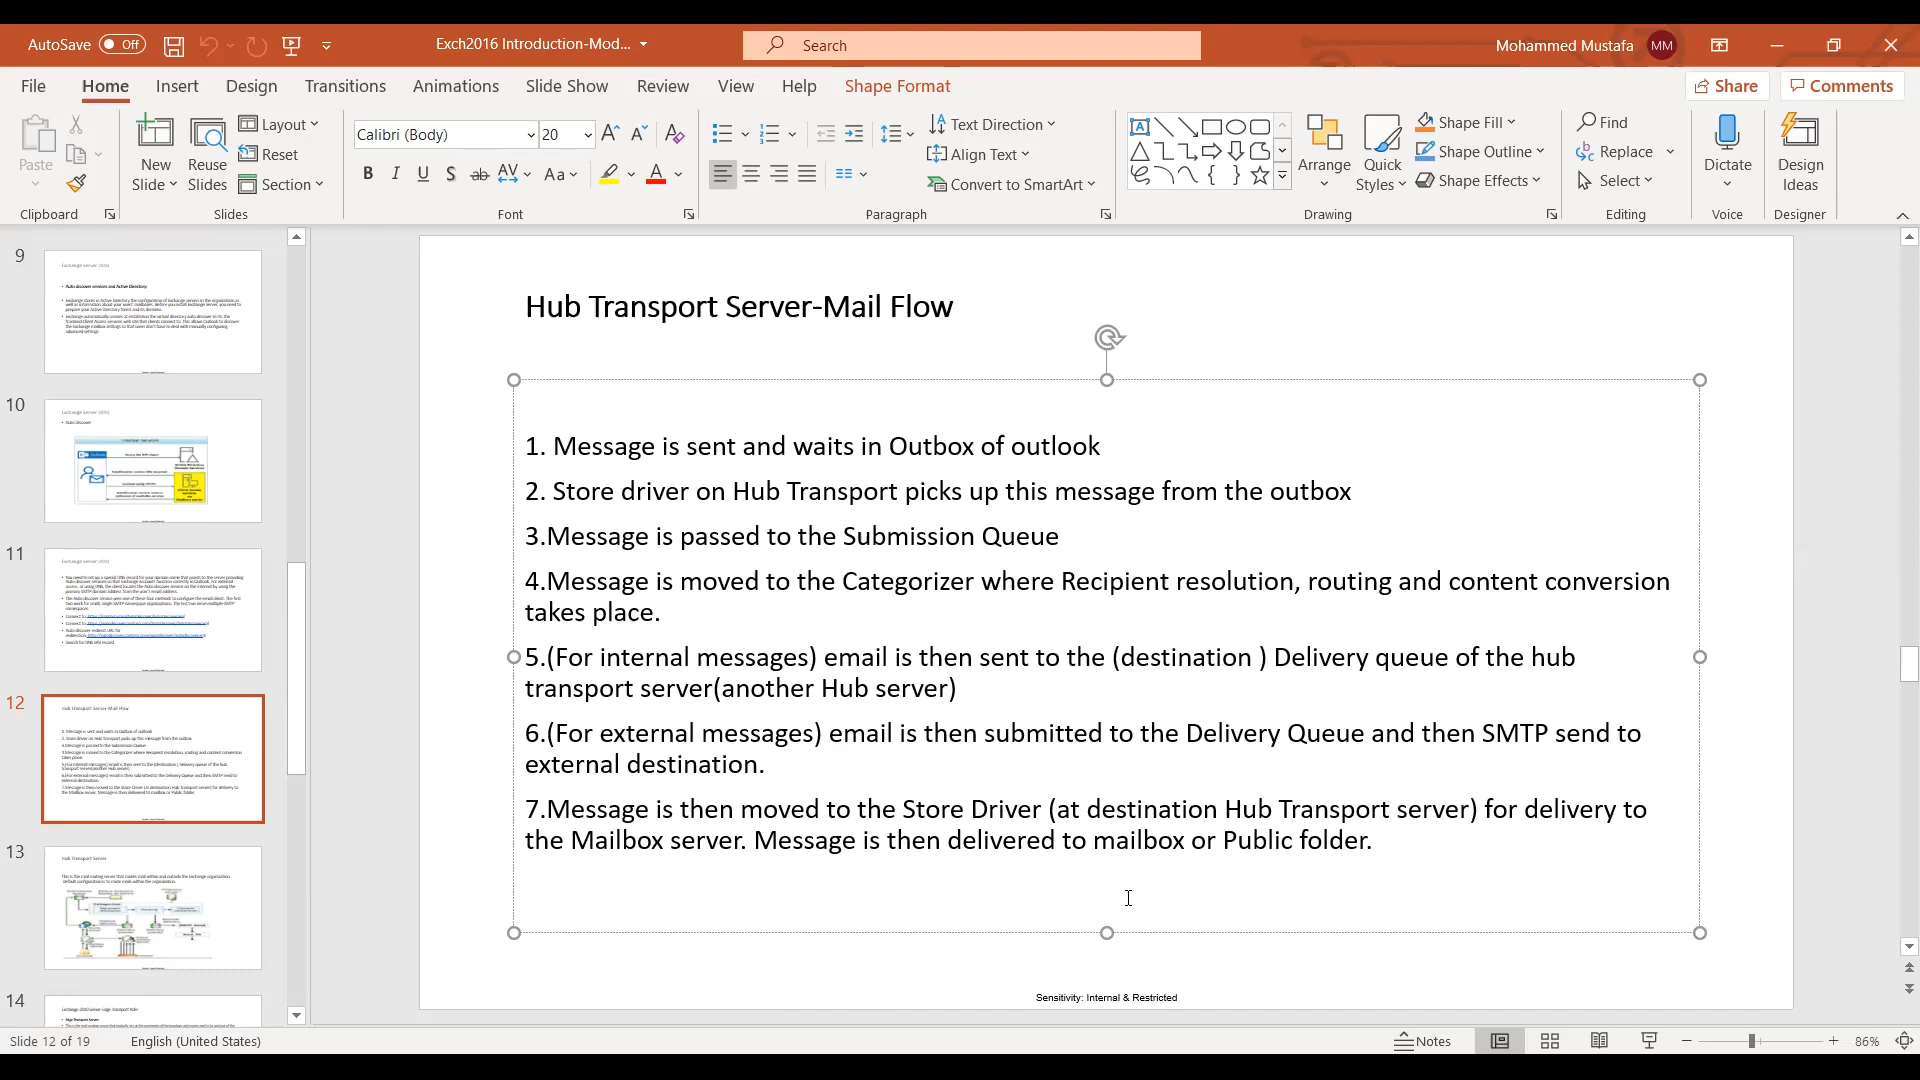 AutoSave Off
Exch2016 Introduction-Mod...
Search
Mohammed Mustafa MM
File Home Insert Design Transitions Animations Slide Show Review View Help Shape Format
Share Comments
Paste
Clipboard
New Slide
Reuse Slides
Layout
Reset
Section
Slides
Calibri (Body) 20
Font
Text Direction
Align Text
Convert to SmartArt
Paragraph
Arrange
Quick Styles
Shape Fill
Shape Outline
Shape Effects
Drawing
Find
Replace
Select
Editing
Dictate
Voice
Design Ideas
Designer
9
10
11
12
13
14
Hub Transport Server-Mail Flow
1. Message is sent and waits in Outbox of outlook
2. Store driver on Hub Transport picks up this message from the outbox
3.Message is passed to the Submission Queue
4.Message is moved to the Categorizer where Recipient resolution, routing and content conversion
takes place.
5.(For internal messages) email is then sent to the (destination ) Delivery queue of the hub
transport server(another Hub server)
6.(For external messages) email is then submitted to the Delivery Queue and then SMTP send to
external destination.
7.Message is then moved to the Store Driver (at destination Hub Transport server) for delivery to
the Mailbox server. Message is then delivered to mailbox or Public folder.
Sensitivity: Internal & Restricted
Slide 12 of 19 English (United States)
Notes
86%